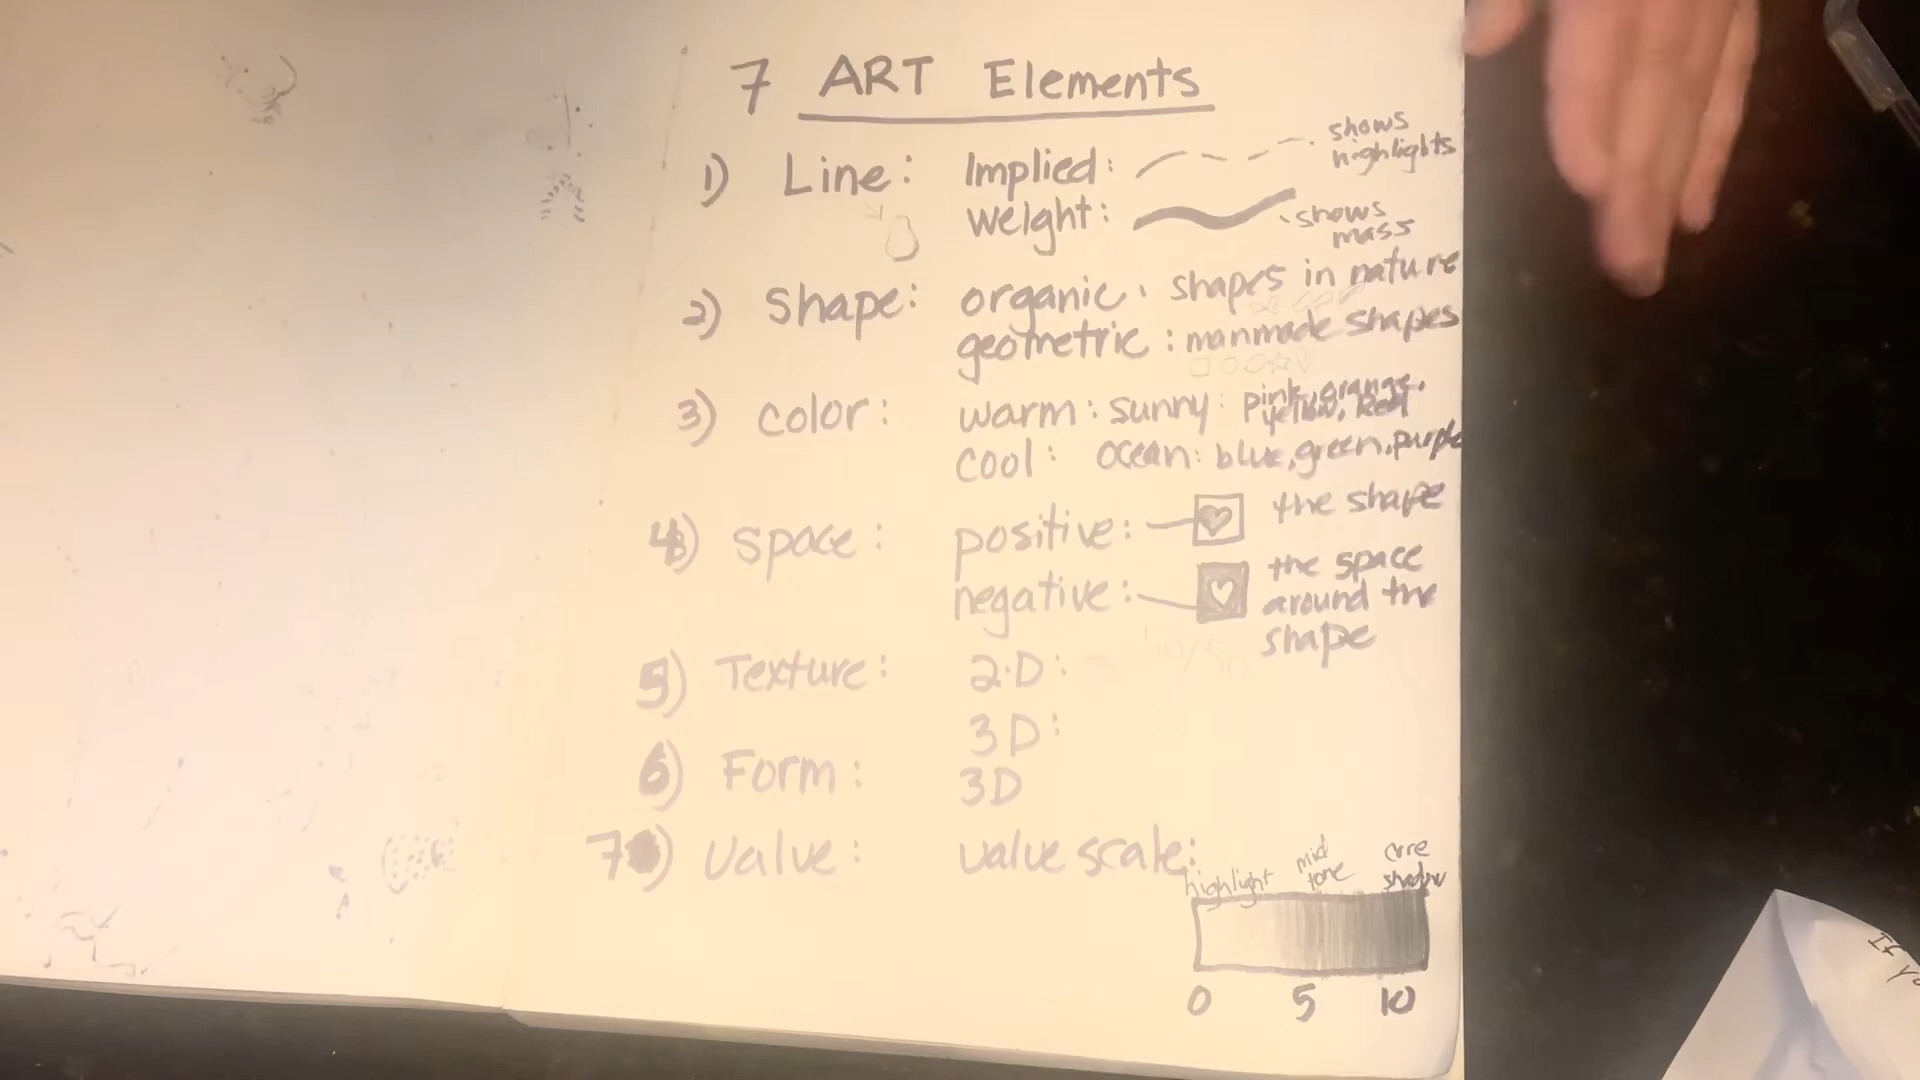 7 ART Elements
1) Line: Implied: shows highlights
weight: shows mass
2) Shape: organic: shapes in nature
geometric: manmade shapes
3) color: warm: sunny: pink, orange, yellow, red
cool: ocean: blue, green, purple
4) space: positive: the shape
negative: the space around the shape
5) Texture: 2-D:
3D:
6) Form: 3D
7) value: value scale:
highlight mid tone core shadow
0 5 10
If